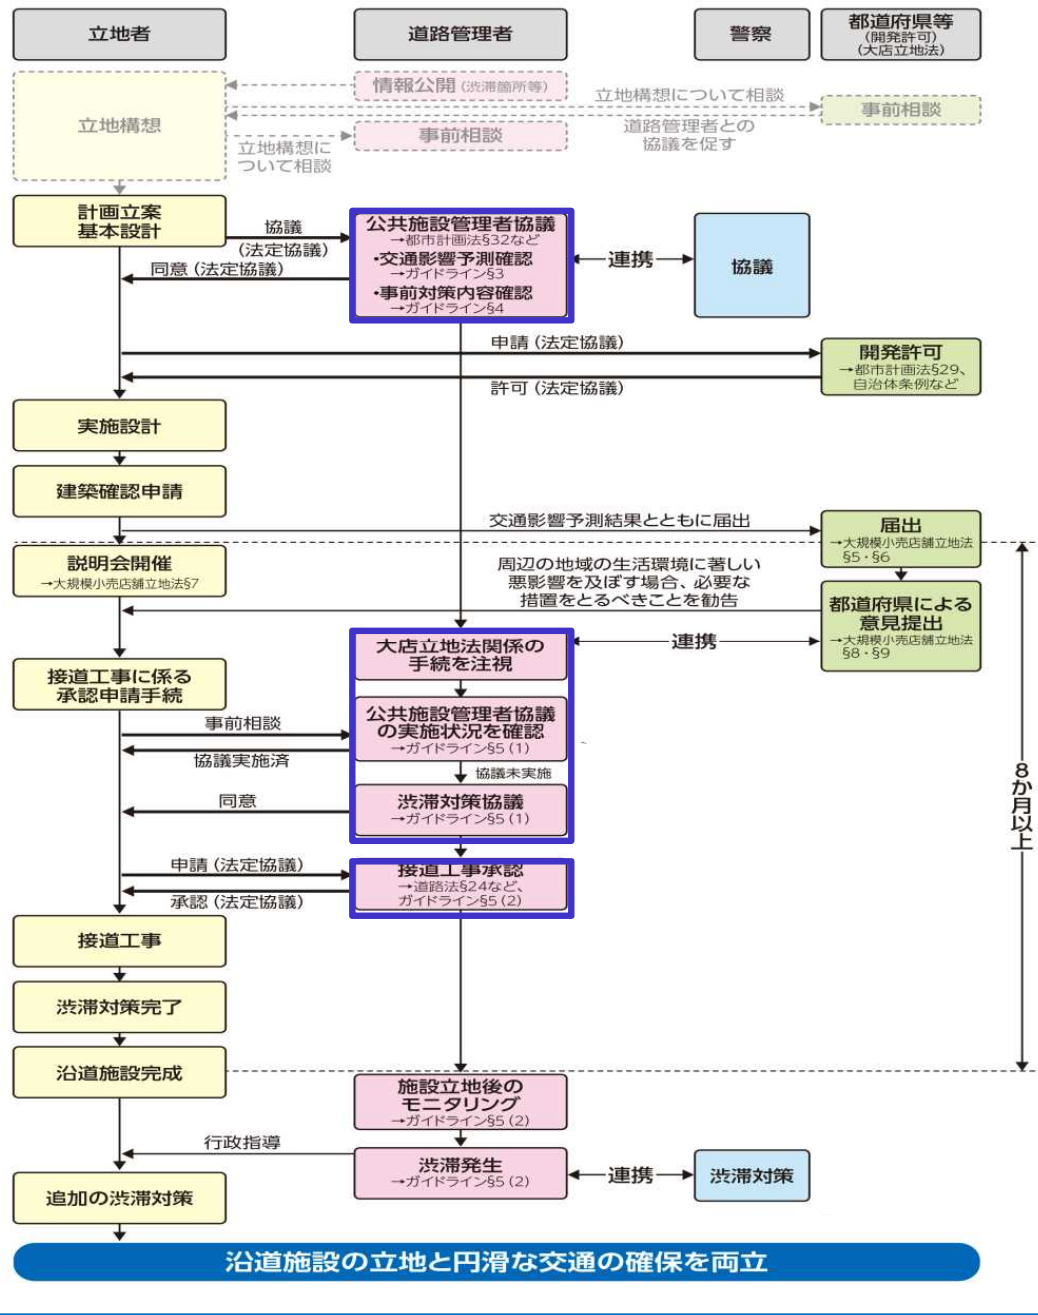 立地者
道路管理者
警察
都道府県等
(開発許可)
(大店立地法)
立地構想
情報公開（渋滞箇所等）
立地構想について相談
事前相談
事前相談
立地構想に
ついて相談
道路管理者との
協議を促す
計画立案
基本設計
協議
(法定協議)
同意（法定協議）
公共施設管理者協議
→都市計画法§32など
・交通影響予測確認
→ガイドライン§3
・事前対策内容確認
→ガイドライン§4
連携
協議
申請（法定協議）
許可（法定協議）
開発許可
→都市計画法§29、
自治体条例など
実施設計
建築確認申請
交通影響予測結果とともに届出
届出
→大規模小売店舗立地法
§5・§6
説明会開催
→大規模小売店舗立地法§7
周辺の地域の生活環境に著しい
悪影響を及ぼす場合、必要な
措置をとるべきことを勧告
都道府県による
意見提出
→大規模小売店舗立地法
§8・§9
大店立地法関係の
手続を注視
連携
接道工事に係る
承認申請手続
事前相談
協議実施済
公共施設管理者協議
の実施状況を確認
→ガイドライン§5（1）
協議未実施
同意
渋滞対策協議
→ガイドライン§5（1）
8か月以上
申請（法定協議）
承認（法定協議）
接道工事承認
→道路法§24など、
ガイドライン§5（2）
接道工事
渋滞対策完了
沿道施設完成
施設立地後の
モニタリング
→ガイドライン§5（2）
行政指導
渋滞発生
→ガイドライン§5（2）
連携
渋滞対策
追加の渋滞対策
沿道施設の立地と円滑な交通の確保を両立